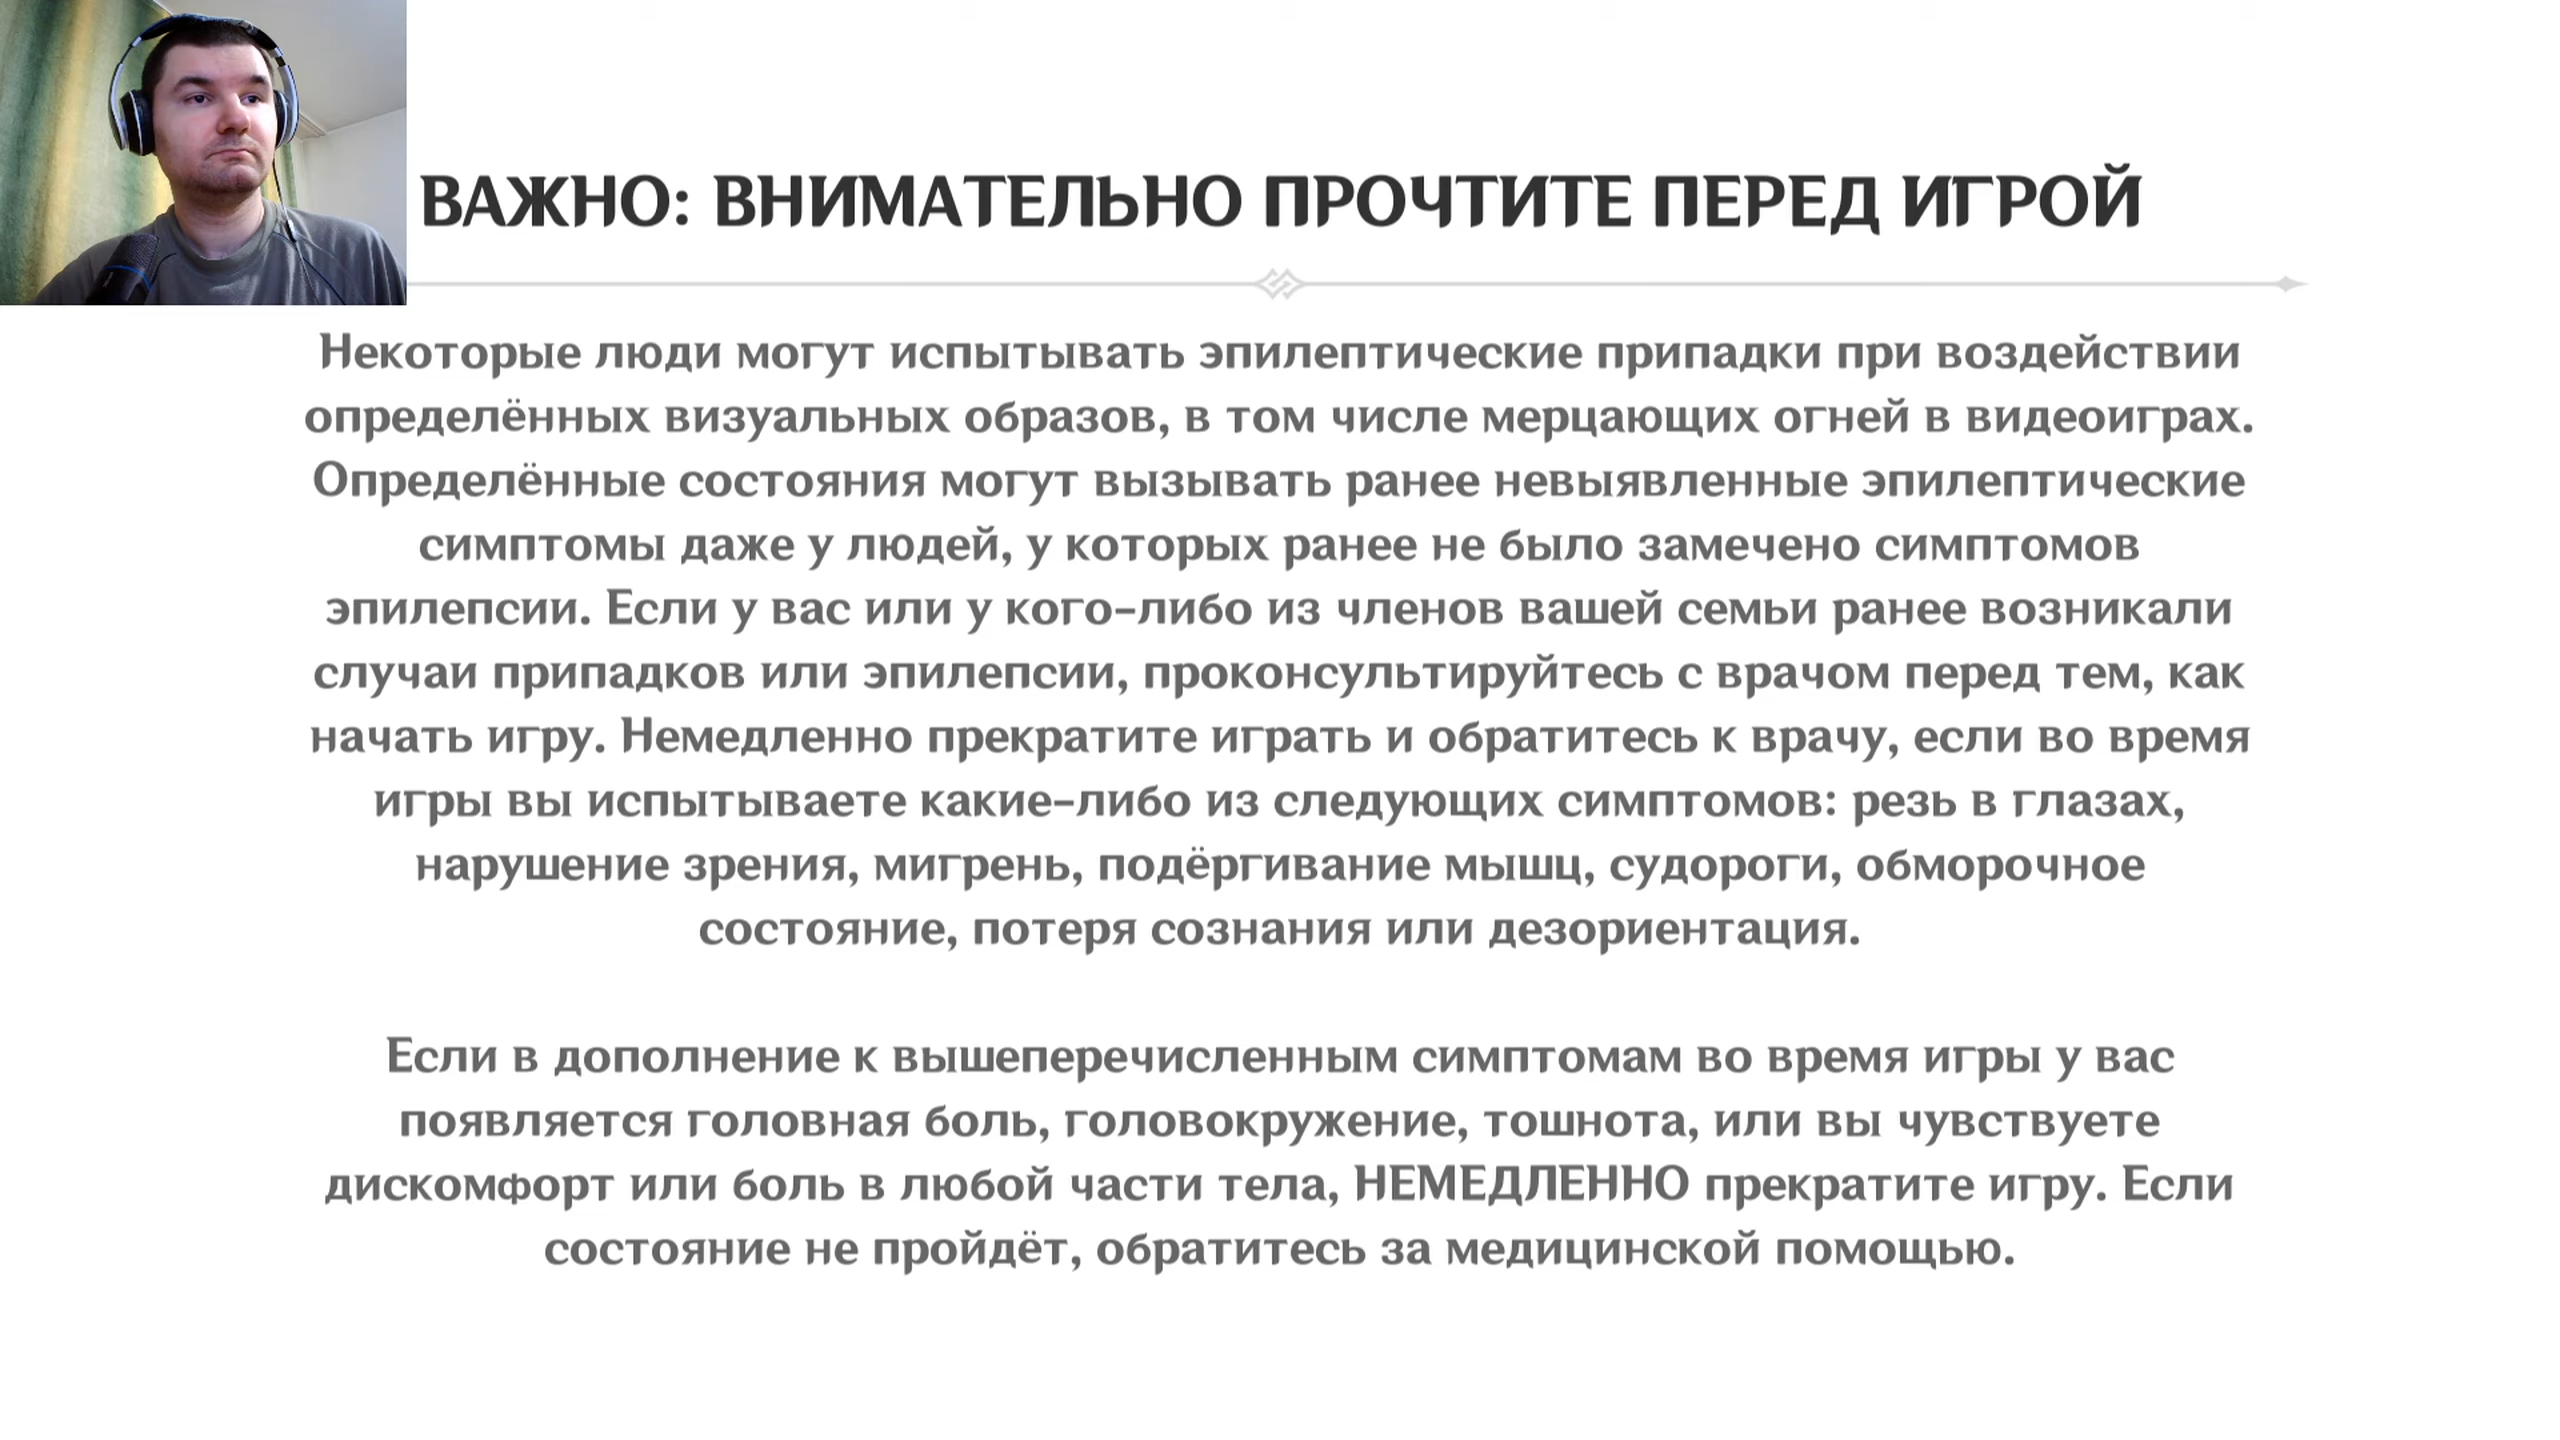 ВАЖНО: ВНИМАТЕЛЬНО ПРОЧТИТЕ ПЕРЕД ИГРОЙ
Некоторые люди могут испытывать эпилептические припадки при воздействии
определённых визуальных образов, в том числе мерцающих огней в видеоиграх.
Определённые состояния могут вызывать ранее невыявленные эпилептические
симптомы даже у людей, у которых ранее не было замечено симптомов
эпилепсии. Если у вас или у кого-либо из членов вашей семьи ранее возникали
случаи припадков или эпилепсии, проконсультируйтесь с врачом перед тем, как
начать игру. Немедленно прекратите играть и обратитесь к врачу, если во время
игры вы испытываете какие-либо из следующих симптомов: резь в глазах,
нарушение зрения, мигрень, подёргивание мышц, судороги, обморочное
состояние, потеря сознания или дезориентация.
Если в дополнение к вышеперечисленным симптомам во время игры у вас
появляется головная боль, головокружение, тошнота, или вы чувствуете
дискомфорт или боль в любой части тела, НЕМЕДЛЕННО прекратите игру. Если
состояние не пройдёт, обратитесь за медицинской помощью.